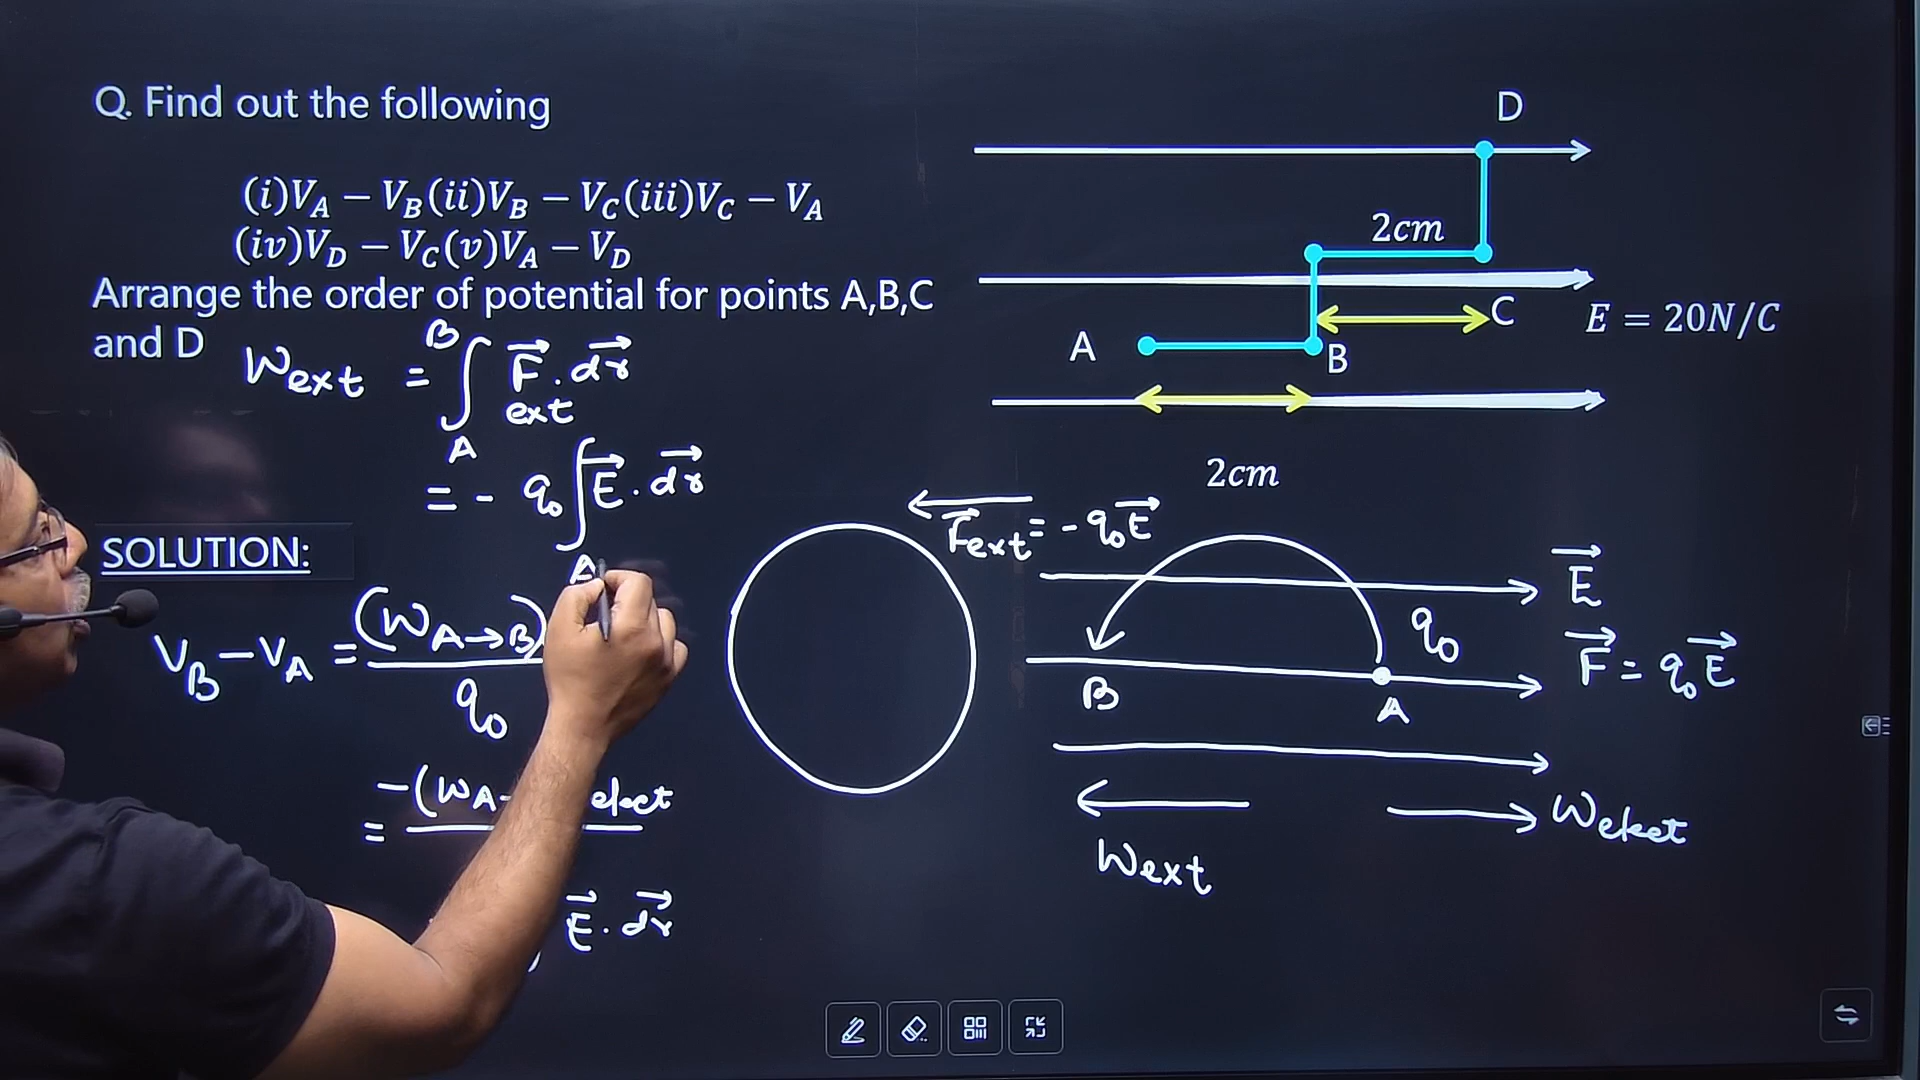 Q. Find out the following
(i)V_A − V_B(ii)V_B − V_C(iii)V_C − V_A
(iv)V_D − V_C(v)V_A − V_D
Arrange the order of potential for points A,B,C
and D
W_ext = ∫_A^B F_ext . dr
= - q₀ ∫_A E . dr
SOLUTION:
V_B - V_A = (W_A→B)
q₀
= -(W_A- elect
E . dr
D
2cm
C
E = 20N/C
A
B
2cm
F_ext = - q₀E
E
q₀
F = q₀E
B
A
W_elect
W_ext